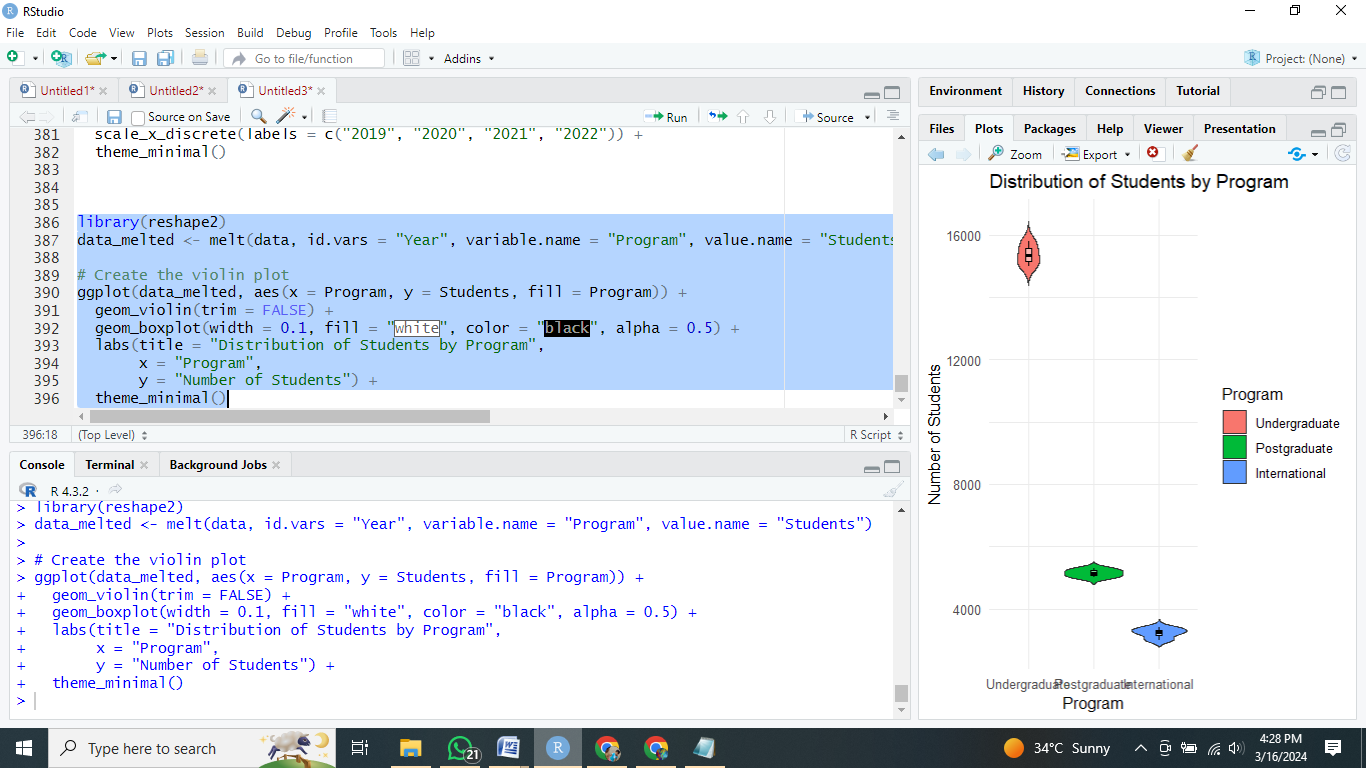 RStudio
File Edit Code View Plots Session Build Debug Profile Tools Help
Go to file/function Addins Project: (None)
Untitled1* Untitled2* Untitled3*
Source on Save Run Source
381 scale_x_discrete(labels = c("2019", "2020", "2021", "2022")) +
382 theme_minimal()
383
384
385
386 library(reshape2)
387 data_melted <- melt(data, id.vars = "Year", variable.name = "Program", value.name = "Students
388
389 # Create the violin plot
390 ggplot(data_melted, aes(x = Program, y = Students, fill = Program)) +
391 geom_violin(trim = FALSE) +
392 geom_boxplot(width = 0.1, fill = "white", color = "black", alpha = 0.5) +
393 labs(title = "Distribution of Students by Program",
394 x = "Program",
395 y = "Number of Students") +
396 theme_minimal()
396:18 (Top Level) R Script
Console Terminal Background Jobs
R 4.3.2 ·
> library(reshape2)
> data_melted <- melt(data, id.vars = "Year", variable.name = "Program", value.name = "Students")
>
> # Create the violin plot
> ggplot(data_melted, aes(x = Program, y = Students, fill = Program)) +
+ geom_violin(trim = FALSE) +
+ geom_boxplot(width = 0.1, fill = "white", color = "black", alpha = 0.5) +
+ labs(title = "Distribution of Students by Program",
+ x = "Program",
+ y = "Number of Students") +
+ theme_minimal()
>
Environment History Connections Tutorial
Files Plots Packages Help Viewer Presentation
Zoom Export
Distribution of Students by Program
16000
12000
8000
4000
Number of Students
Undergraduate Postgraduate International
Program
Program
Undergraduate
Postgraduate
International
Type here to search
21
34°C Sunny
4:28 PM
3/16/2024